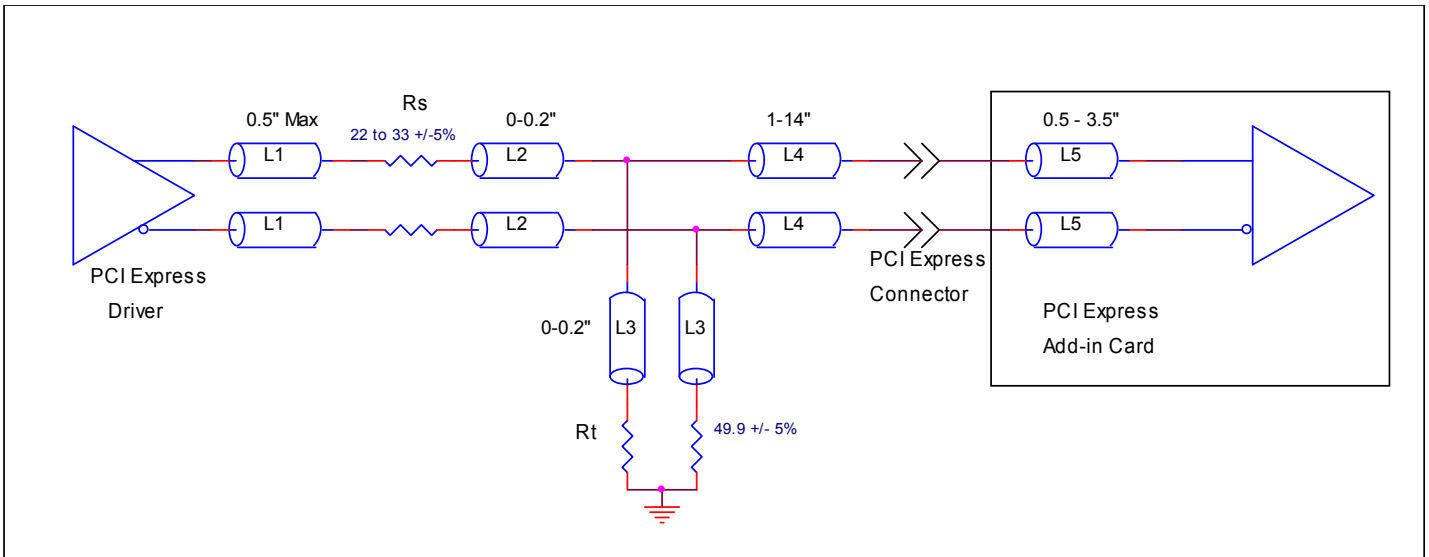 Rs
0.5" Max
22 to 33 +/-5%
0-0.2"
1-14"
0.5 - 3.5"
L1
L2
L4
L5
L1
L2
L4
L5
PCI Express
Driver
PCI Express
Connector
0-0.2"
L3
L3
PCI Express
Add-in Card
Rt
49.9 +/- 5%